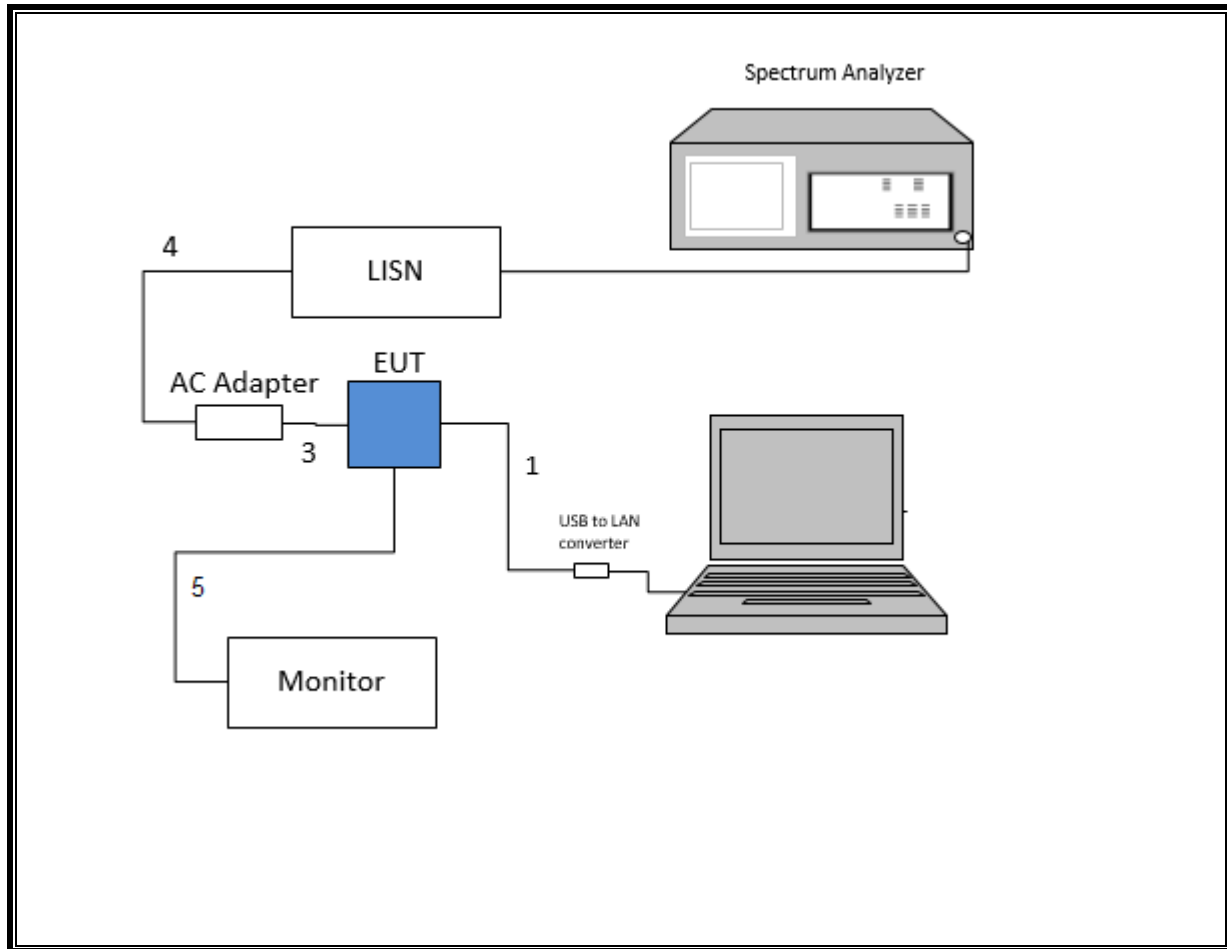 Spectrum Analyzer
4
LISN
EUT
AC Adapter
3
1
USB to LAN
converter
5
Monitor